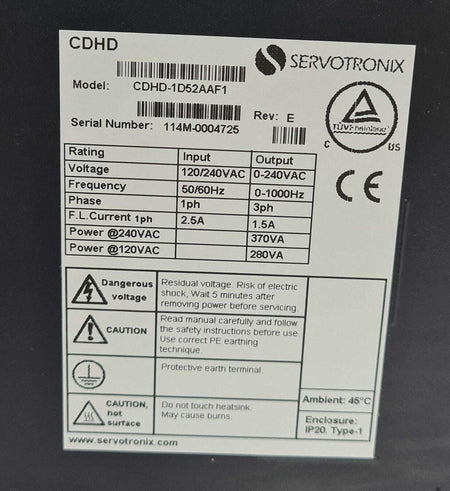 CDHD
SERVOTRONIX
Model: CDHD-1D52AAF1
Rev: E
Serial Number: 114M-0004725
TÜVRheinland
C US
CE
Rating Input Output
Voltage 120/240VAC 0-240VAC
Frequency 50/60Hz 0-1000Hz
Phase 1ph 3ph
F.L.Current 1ph 2.5A 1.5A
Power @240VAC 370VA
Power @120VAC 280VA
Dangerous voltage
Residual voltage. Risk of electric
shock, Wait 5 minutes after
removing power before servicing.
CAUTION
Read manual carefully and follow
the safety instructions before use
Use correct PE earthing
technique.
Protective earth terminal.
CAUTION,
hot
surface
Do not touch heatsink.
May cause burns.
Ambient: 45°C
Enclosure:
IP20, Type-1
www.servotronix.com